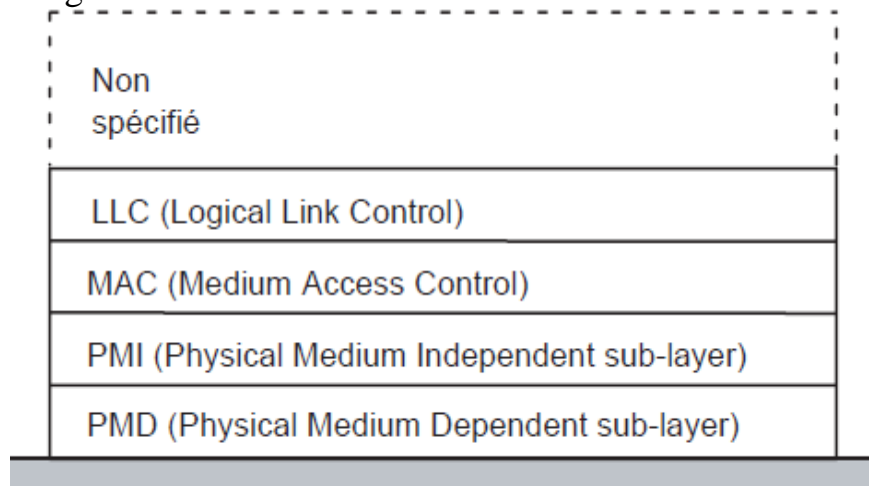 Non
spécifié
LLC (Logical Link Control)
MAC (Medium Access Control)
PMI (Physical Medium Independent sub-layer)
PMD (Physical Medium Dependent sub-layer)